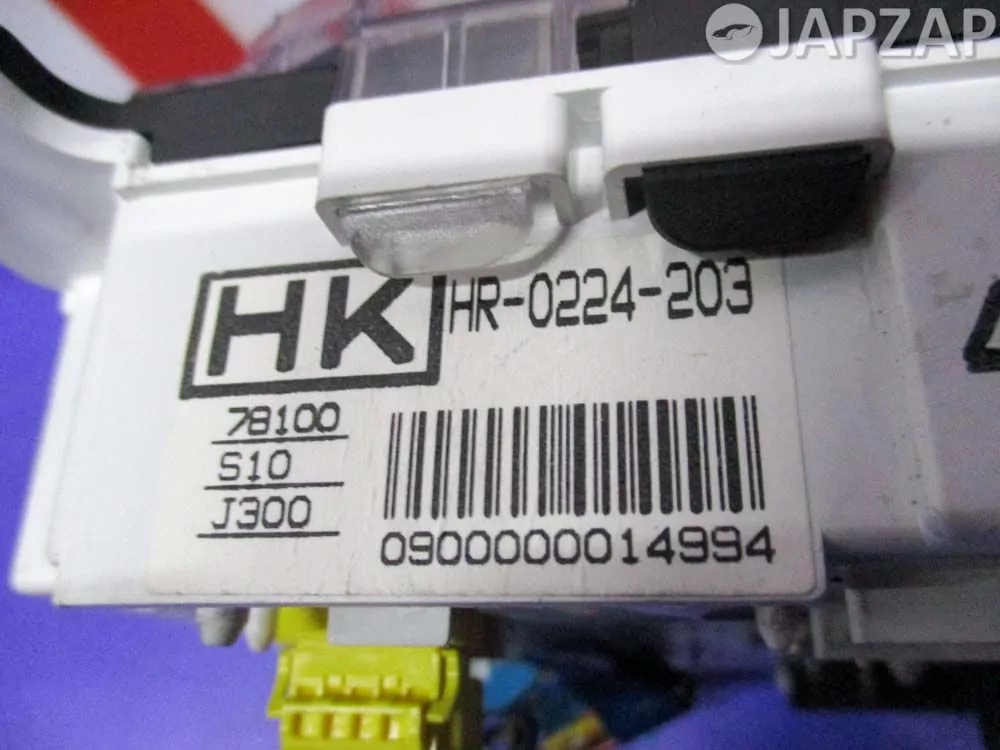 JAPZAP
HK
HR-0224-203
78100
S10
J300
0900000014994